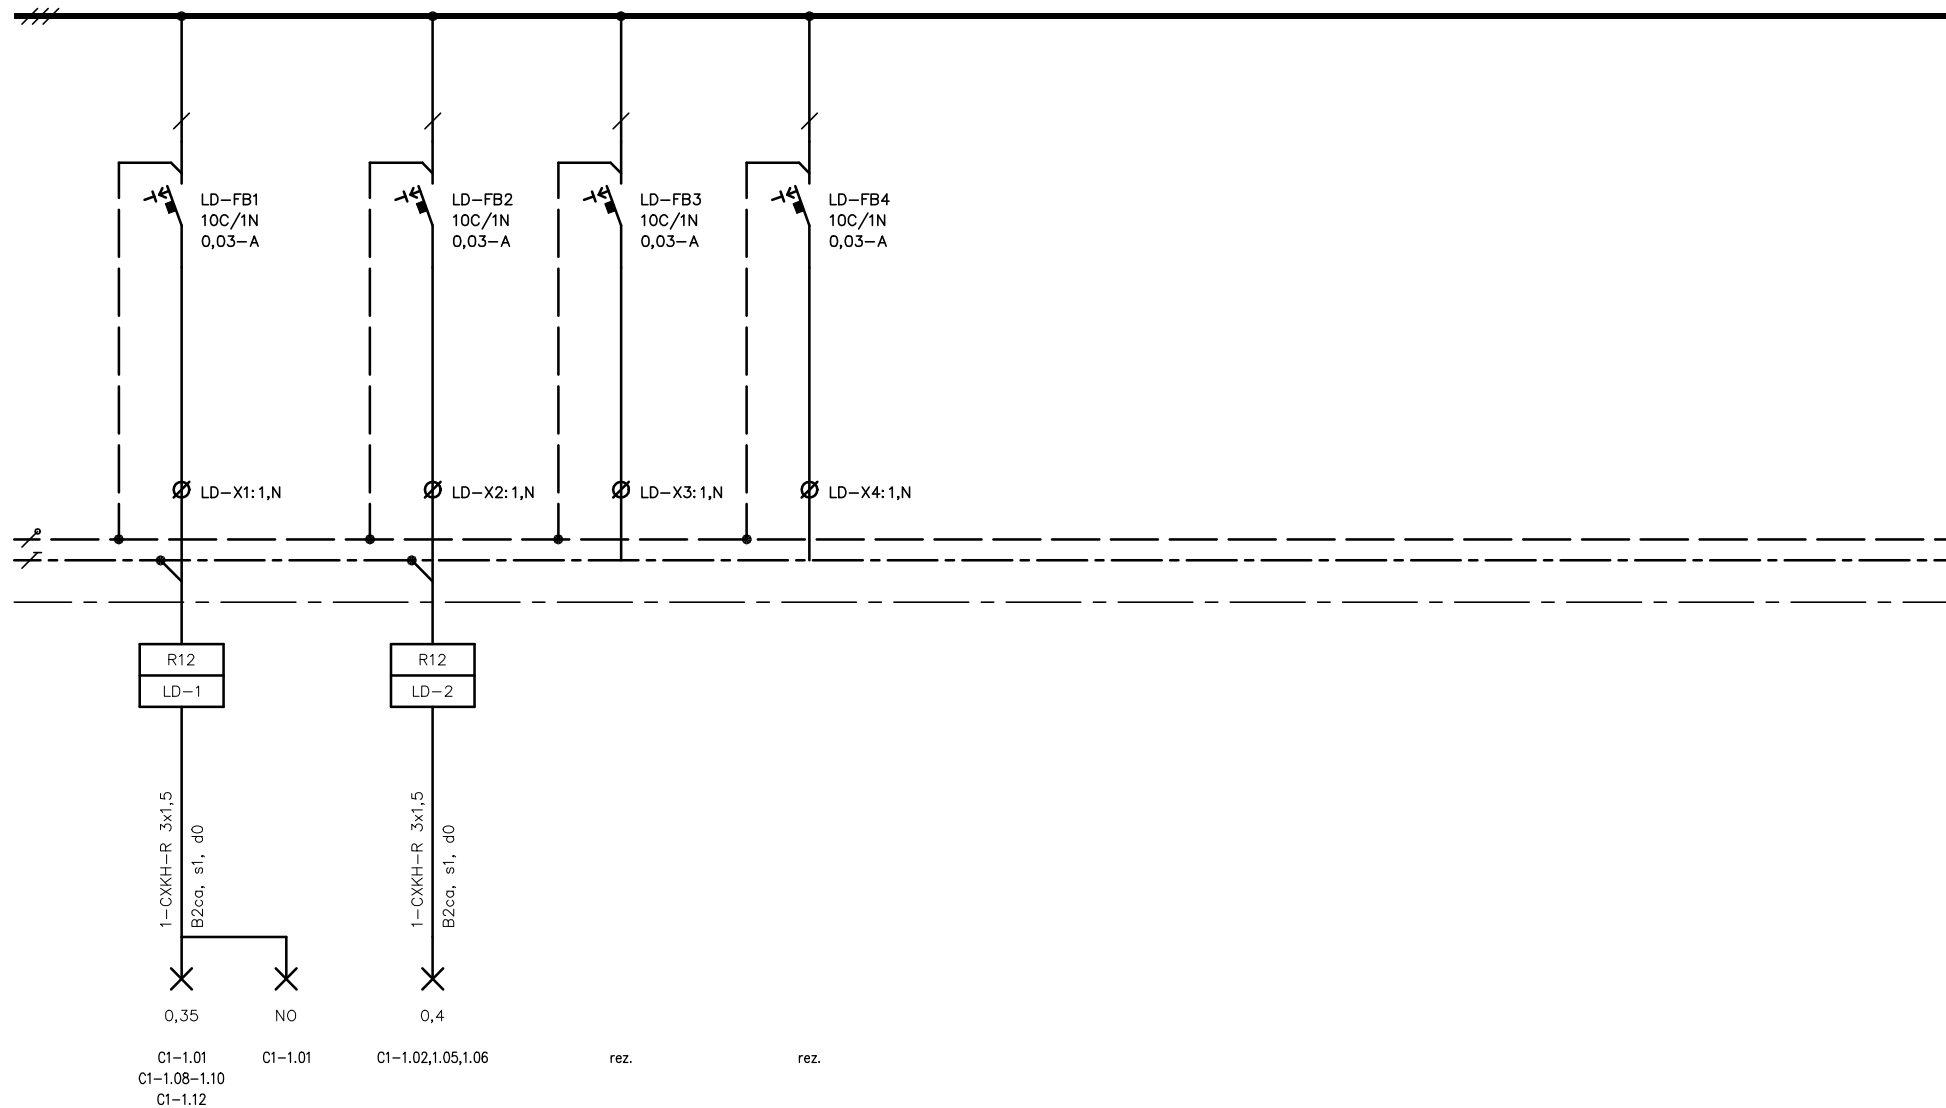 LD-FB1
10C/1N
0,03-A
LD-FB2
10C/1N
0,03-A
LD-FB3
10C/1N
0,03-A
LD-FB4
10C/1N
0,03-A
LD-X1:1,N
LD-X2:1,N
LD-X3:1,N
LD-X4:1,N
R12
LD-1
R12
LD-2
1-CXKH-R 3x1,5
B2ca, s1, d0
1-CXKH-R 3x1,5
B2ca, s1, d0
0,35
NO
0,4
C1-1.01
C1-1.08-1.10
C1-1.12
C1-1.01
C1-1.02,1.05,1.06
rez.
rez.